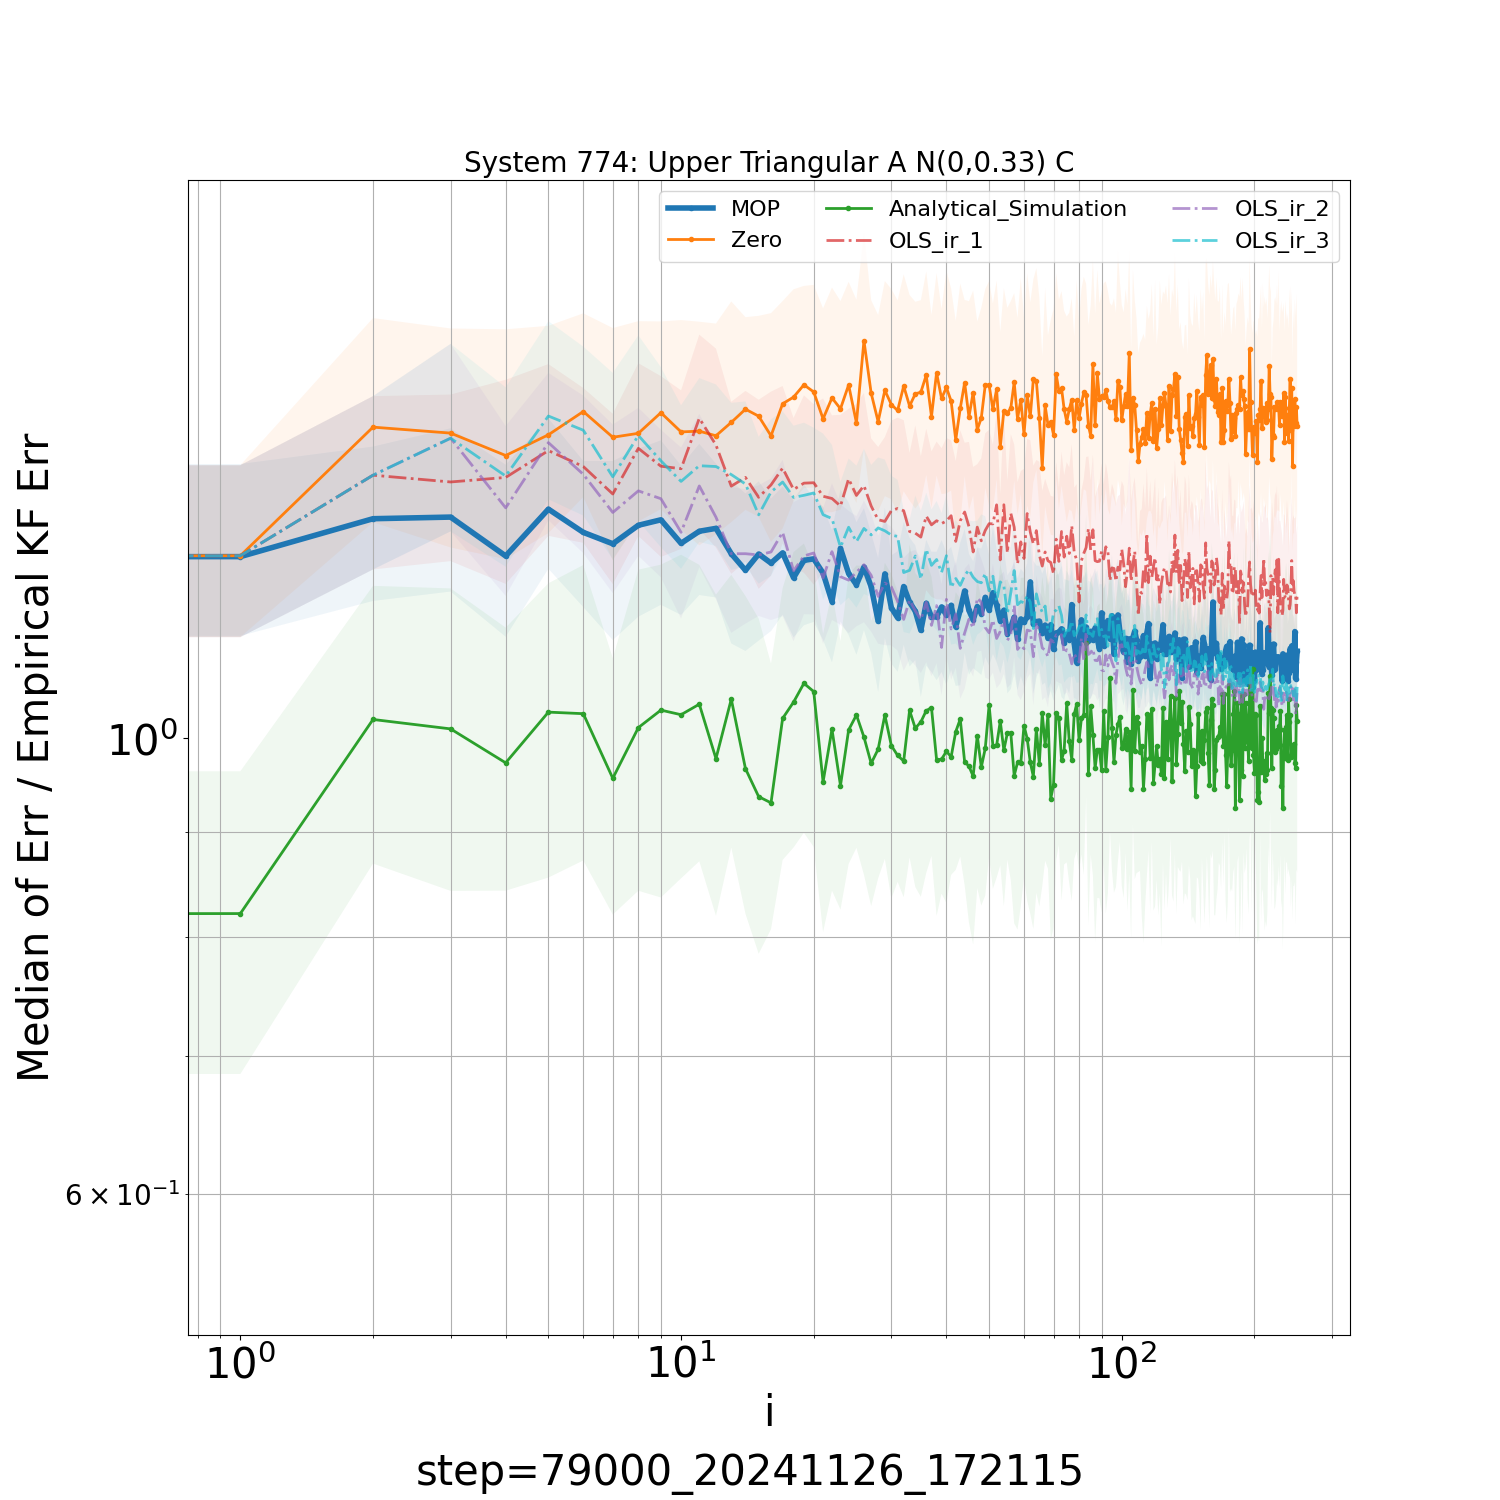 System 774: Upper Triangular A N(0,0.33) C
MOP
Zero
Analytical_Simulation
OLS_ir_1
OLS_ir_2
OLS_ir_3
Median of Err / Empirical KF Err
10⁰
6 × 10⁻¹
10⁰ 10¹ 10²
i
step=79000_20241126_172115